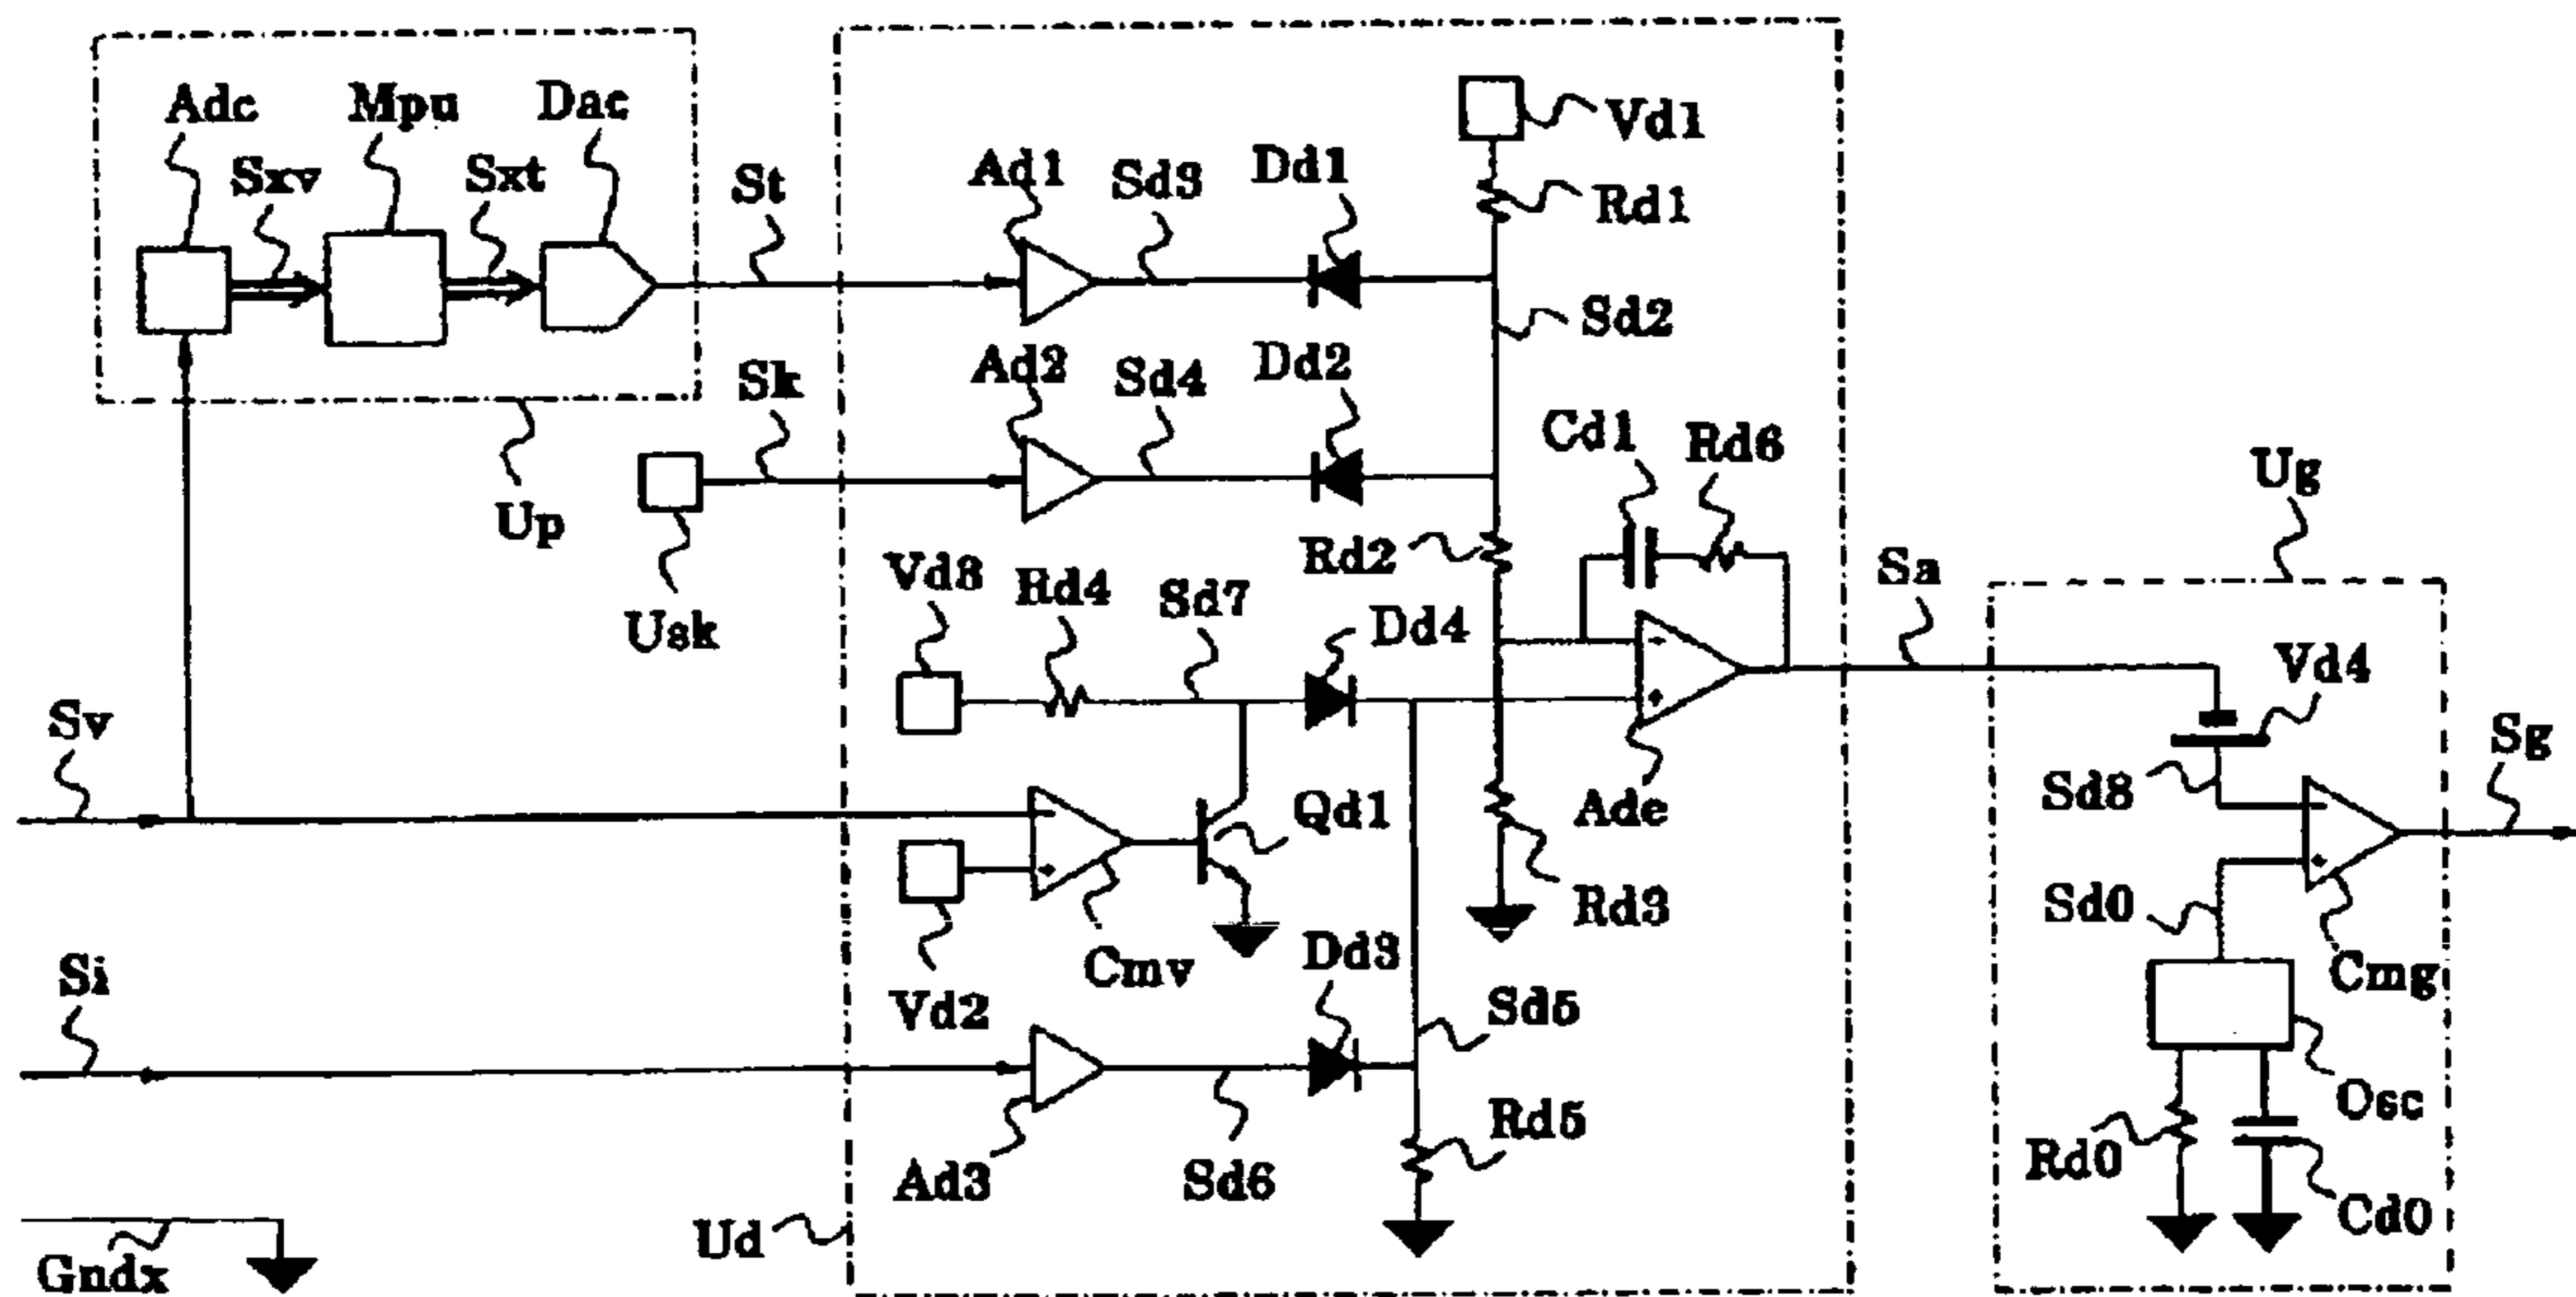 Adc
Mpu
Dac
Vd1
Sxv
Sxt
St
Ad1
Sd3
Dd1
Rd1
Sd2
Sk
Ad2
Sd4
Dd2
Cd1
Rd6
Ug
Up
Rd2
Sa
Vd3
Rd4
Sd7
Dd4
Usk
Vd4
Sv
Sg
Sd8
Qd1
Ade
Rd3
Sd0
Cmv
Dd3
Cmg
Si
Vd2
Sd5
Osc
Rd5
Rd0
Ad3
Sd6
Cd0
Ud
Gndx